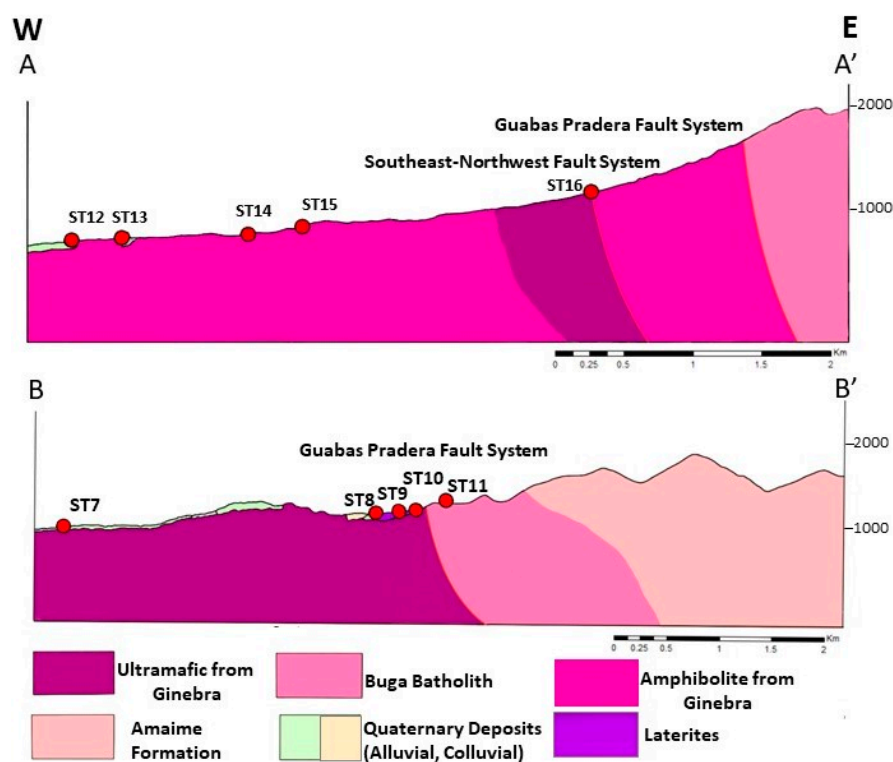 W
E
A
A'
2000
Guabas Pradera Fault System
Southeast-Northwest Fault System
ST16
ST15
ST12 ST13
ST14
1000
Km
0 0.25 0.5 1 1.5 2
B
B'
2000
Guabas Pradera Fault System
ST10
ST8 ST9 ST11
ST7
1000
Km
0 0.25 0.5 1 1.5 2
Ultramafic from
Ginebra
Buga Batholith
Amphibolite from
Ginebra
Amaime
Formation
Quaternary Deposits
(Alluvial, Colluvial)
Laterites